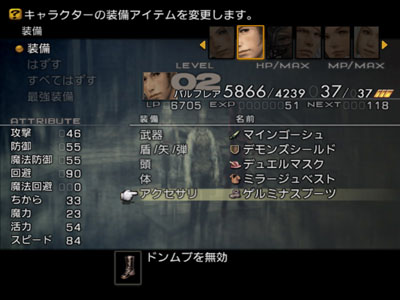 キャラクターの装備アイテムを変更します。
装備
装備
はずす
すべてはずす
最強装備
LEVEL 02 HP/MAX MP/MAX
バルフレア 5866/4239 37/37
LP 6705 EXP 51 NEXT 118
ATTRIBUTE
攻撃 46
防御 55
魔法防御 55
回避 90
魔法回避 0
ちから 33
魔力 23
活力 54
スピード 84
装備 名前
武器 マインゴーシュ
盾/矢/弾 デモンズシールド
頭 デュエルマスク
体 ミラージュベスト
アクセサリ ゲルミナスブーツ
ドンムブを無効